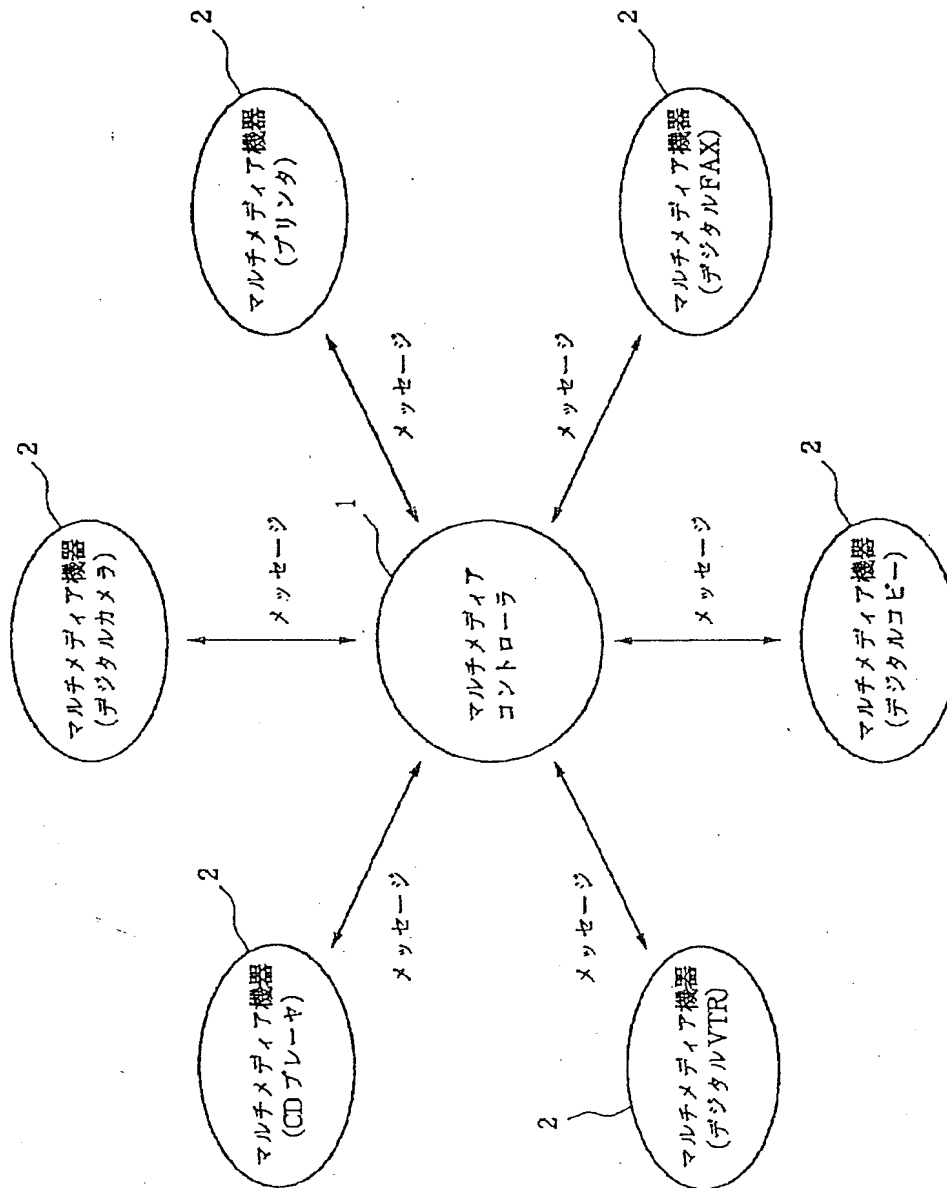 2
マルチメディア機器
(デジタルVTR)
2
マルチメディア機器
(CD プレーヤ)
メッセージ
メッセージ
2
マルチメディア機器
(デジタルコピー)
メッセージ
1
マルチメディア
コントローラ
メッセージ
2
マルチメディア機器
(デジタルカメラ)
メッセージ
メッセージ
2
マルチメディア機器
(デジタルFAX)
2
マルチメディア機器
(プリンタ)